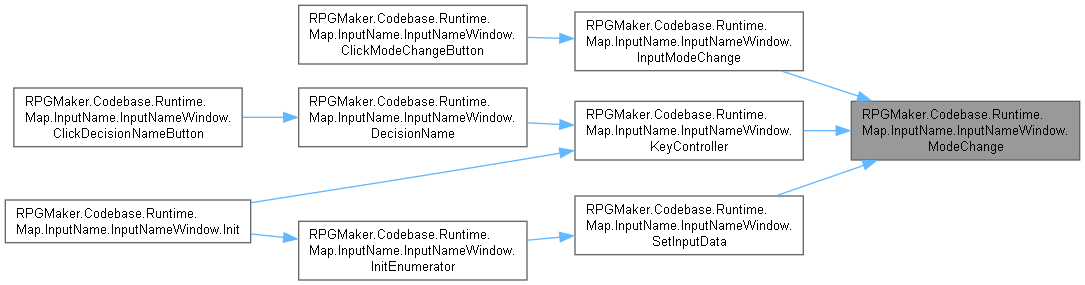 RPGMaker.Codebase.Runtime.
Map.InputName.InputNameWindow.
ClickModeChangeButton
RPGMaker.Codebase.Runtime.
Map.InputName.InputNameWindow.
InputModeChange
RPGMaker.Codebase.Runtime.
Map.InputName.InputNameWindow.
ClickDecisionNameButton
RPGMaker.Codebase.Runtime.
Map.InputName.InputNameWindow.
DecisionName
RPGMaker.Codebase.Runtime.
Map.InputName.InputNameWindow.
KeyController
RPGMaker.Codebase.Runtime.
Map.InputName.InputNameWindow.
ModeChange
RPGMaker.Codebase.Runtime.
Map.InputName.InputNameWindow.Init
RPGMaker.Codebase.Runtime.
Map.InputName.InputNameWindow.
InitEnumerator
RPGMaker.Codebase.Runtime.
Map.InputName.InputNameWindow.
SetInputData